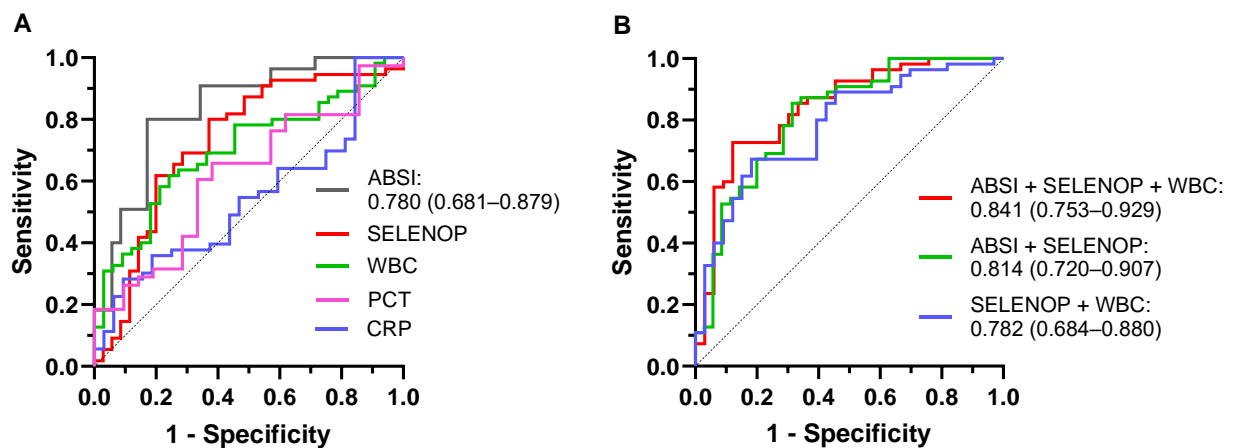 A
Sensitivity
1.0
0.8
0.6
0.4
0.2
0.0
0.0 0.2 0.4 0.6 0.8 1.0
1 - Specificity
ABSI:
0.780 (0.681–0.879)
SELENOP
WBC
PCT
CRP
B
Sensitivity
1.0
0.8
0.6
0.4
0.2
0.0
0.0 0.2 0.4 0.6 0.8 1.0
1 - Specificity
ABSI + SELENOP + WBC:
0.841 (0.753–0.929)
ABSI + SELENOP:
0.814 (0.720–0.907)
SELENOP + WBC:
0.782 (0.684–0.880)